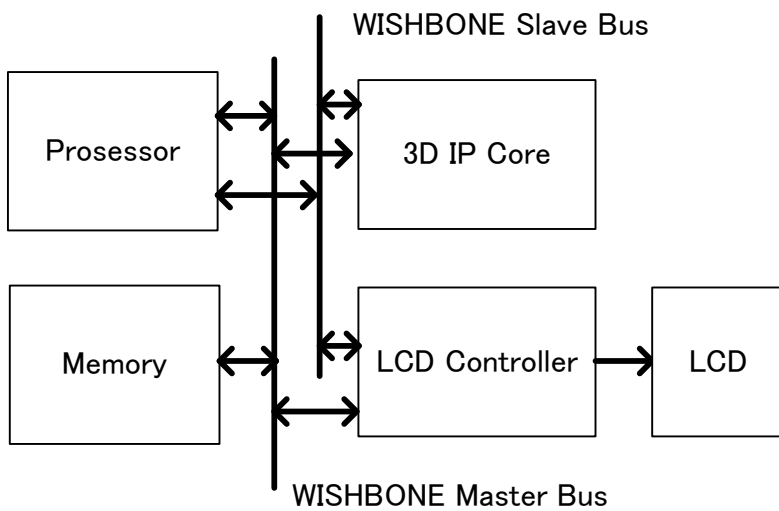 WISHBONE Slave Bus
Prosessor
3D IP Core
Memory
LCD Controller
LCD
WISHBONE Master Bus